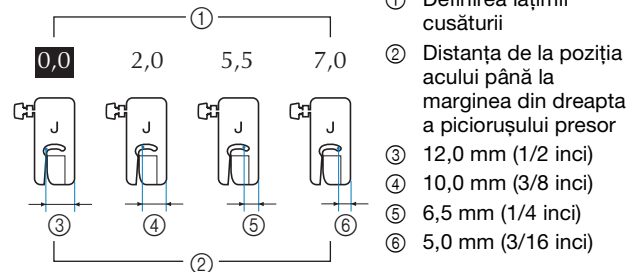 ①
0,0 2,0 5,5 7,0
J J J J
③ ④ ⑤ ⑥
②
① Definirea lățimii
cusăturii
② Distanța de la poziția
acului până la
marginea din dreapta
a piciorușului presor
③ 12,0 mm (1/2 inci)
④ 10,0 mm (3/8 inci)
⑤ 6,5 mm (1/4 inci)
⑥ 5,0 mm (3/16 inci)